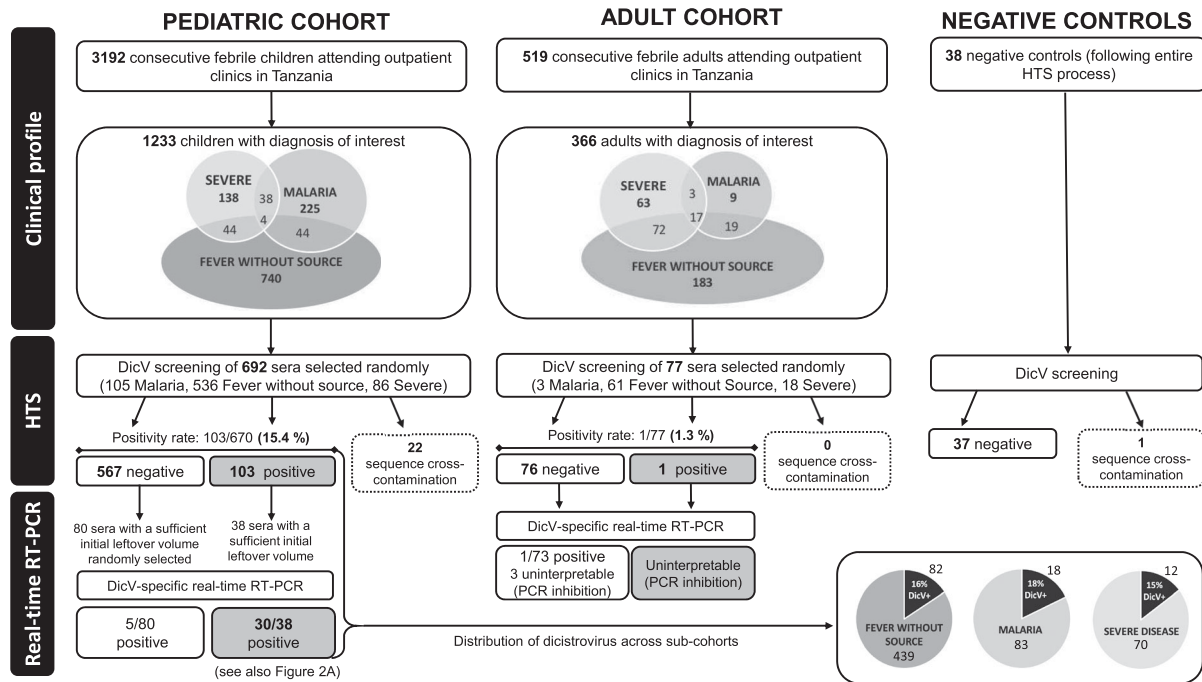 PEDIATRIC COHORT
ADULT COHORT
NEGATIVE CONTROLS
Clinical profile
3192 consecutive febrile children attending outpatient
clinics in Tanzania
519 consecutive febrile adults attending outpatient
clinics in Tanzania
38 negative controls (following entire
HTS process)
1233 children with diagnosis of interest
SEVERE
138
38
MALARIA
225
4
44
44
FEVER WITHOUT SOURCE
740
366 adults with diagnosis of interest
SEVERE
63
3
MALARIA
9
17
72
19
FEVER WITHOUT SOURCE
183
HTS
DicV screening of 692 sera selected randomly
(105 Malaria, 536 Fever without source, 86 Severe)
DicV screening of 77 sera selected randomly
(3 Malaria, 61 Fever without Source, 18 Severe)
DicV screening
Positivity rate: 103/670 (15.4 %)
567 negative
103 positive
22
sequence cross-
contamination
Positivity rate: 1/77 (1.3 %)
76 negative
1 positive
0
sequence cross-
contamination
37 negative
1
sequence cross-
contamination
Real-time RT-PCR
80 sera with a sufficient
initial leftover volume
randomly selected
38 sera with a
sufficient initial
leftover volume
DicV-specific real-time RT-PCR
5/80
positive
30/38
positive
(see also Figure 2A)
DicV-specific real-time RT-PCR
1/73 positive
3 uninterpretable
(PCR inhibition)
Uninterpretable
(PCR inhibition)
Distribution of dicistrovirus across sub-cohorts
82
16%
DicV+
FEVER WITHOUT
SOURCE
439
18
18%
DicV+
MALARIA
83
12
15%
DicV+
SEVERE DISEASE
70